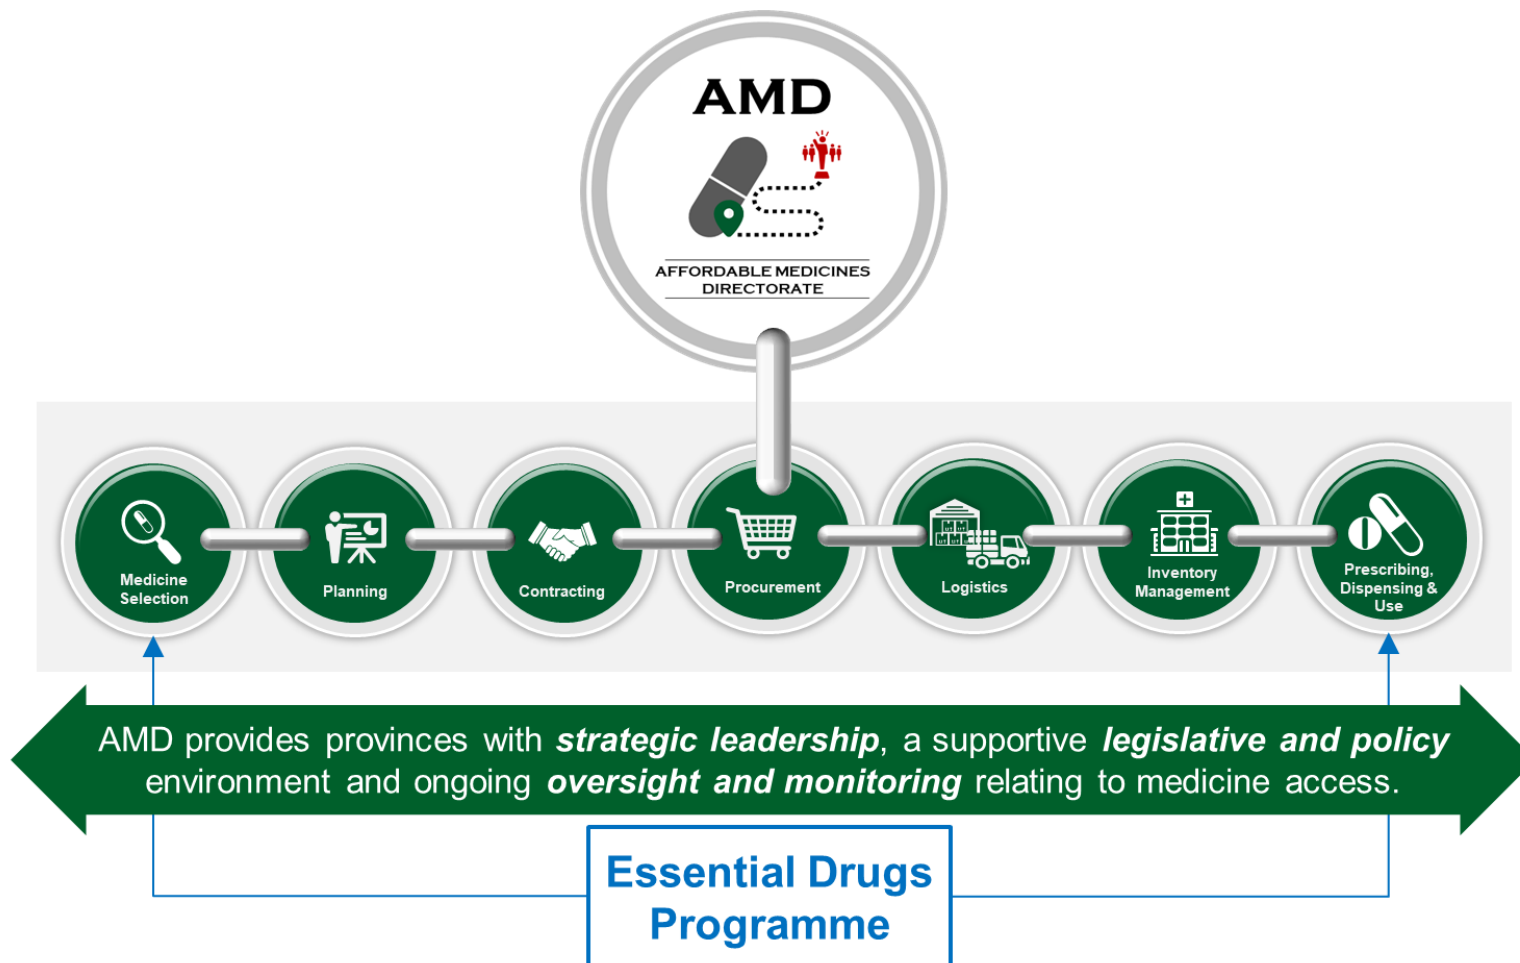 AMD
AFFORDABLE MEDICINES
DIRECTORATE
Medicine
Selection
Planning
Contracting
Procurement
Logistics
Inventory
Management
Prescribing,
Dispensing &
Use
AMD provides provinces with strategic leadership, a supportive legislative and policy
environment and ongoing oversight and monitoring relating to medicine access.
Essential Drugs
Programme